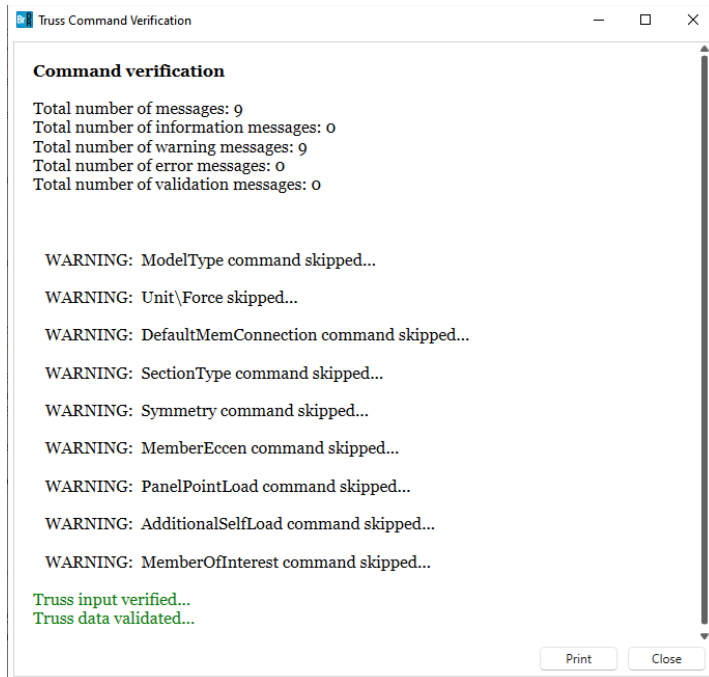 Br Truss Command Verification
Command verification
Total number of messages: 9
Total number of information messages: 0
Total number of warning messages: 9
Total number of error messages: 0
Total number of validation messages: 0
WARNING: ModelType command skipped...
WARNING: Unit\Force skipped...
WARNING: DefaultMemConnection command skipped...
WARNING: SectionType command skipped...
WARNING: Symmetry command skipped...
WARNING: MemberEccen command skipped...
WARNING: PanelPointLoad command skipped...
WARNING: AdditionalSelfLoad command skipped...
WARNING: MemberOfInterest command skipped...
Truss input verified...
Truss data validated...
Print Close